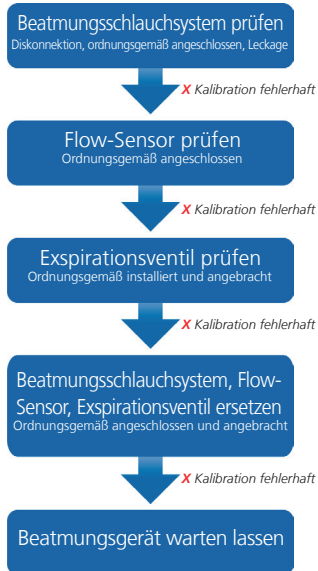 Beatmungsschlauchsystem prüfen
Diskonnektion, ordnungsgemäß angeschlossen, Leckage
X Kalibration fehlerhaft
Flow-Sensor prüfen
Ordnungsgemäß angeschlossen
X Kalibration fehlerhaft
Exspirationsventil prüfen
Ordnungsgemäß installiert und angebracht
X Kalibration fehlerhaft
Beatmungsschlauchsystem, Flow-
Sensor, Exspirationsventil ersetzen
Ordnungsgemäß angeschlossen und angebracht
X Kalibration fehlerhaft
Beatmungsgerät warten lassen